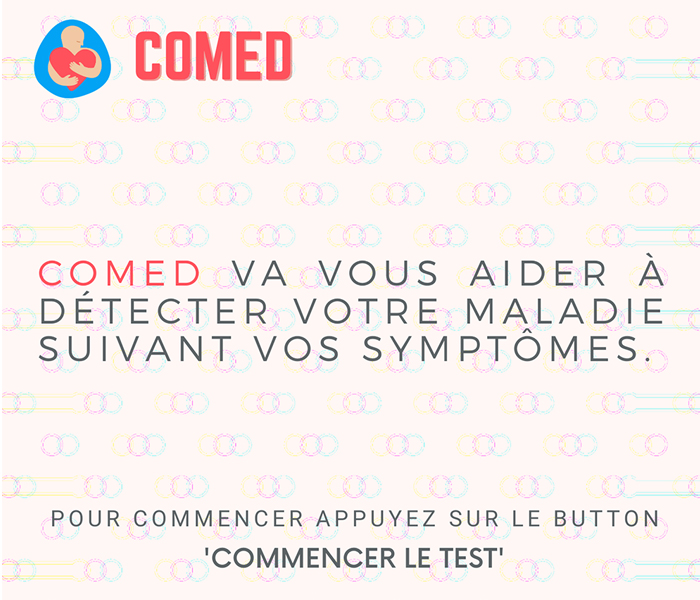 COMED
COMED VA VOUS AIDER À
DÉTECTER VOTRE MALADIE
SUIVANT VOS SYMPTÔMES.
POUR COMMENCER APPUYEZ SUR LE BUTTON
'COMMENCER LE TEST'